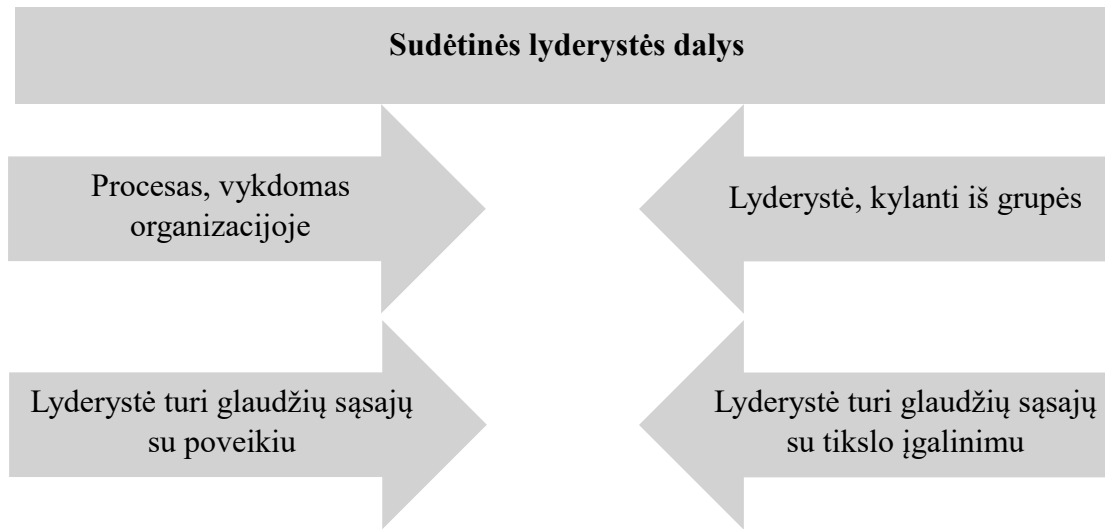 Sudėtinės lyderystės dalys
Procesas, vykdomas
organizacijoje
Lyderystė, kylanti iš grupės
Lyderystė turi glaudžių sąsajų
su poveikiu
Lyderystė turi glaudžių sąsajų
su tikslo įgalinimu